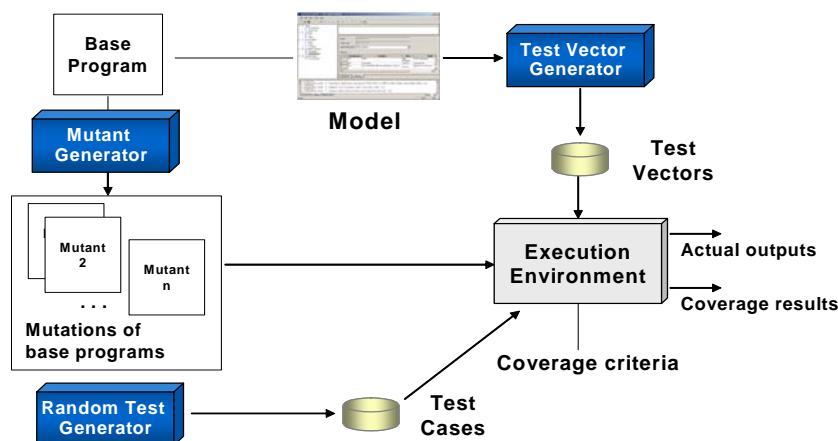 Base
Program
Model
Test Vector
Generator
Mutant
Generator
Test
Vectors
Mutant
2
Mutant
n
. . .
Mutations of
base programs
Execution
Environment
Actual outputs
Coverage results
Coverage criteria
Random Test
Generator
Test
Cases